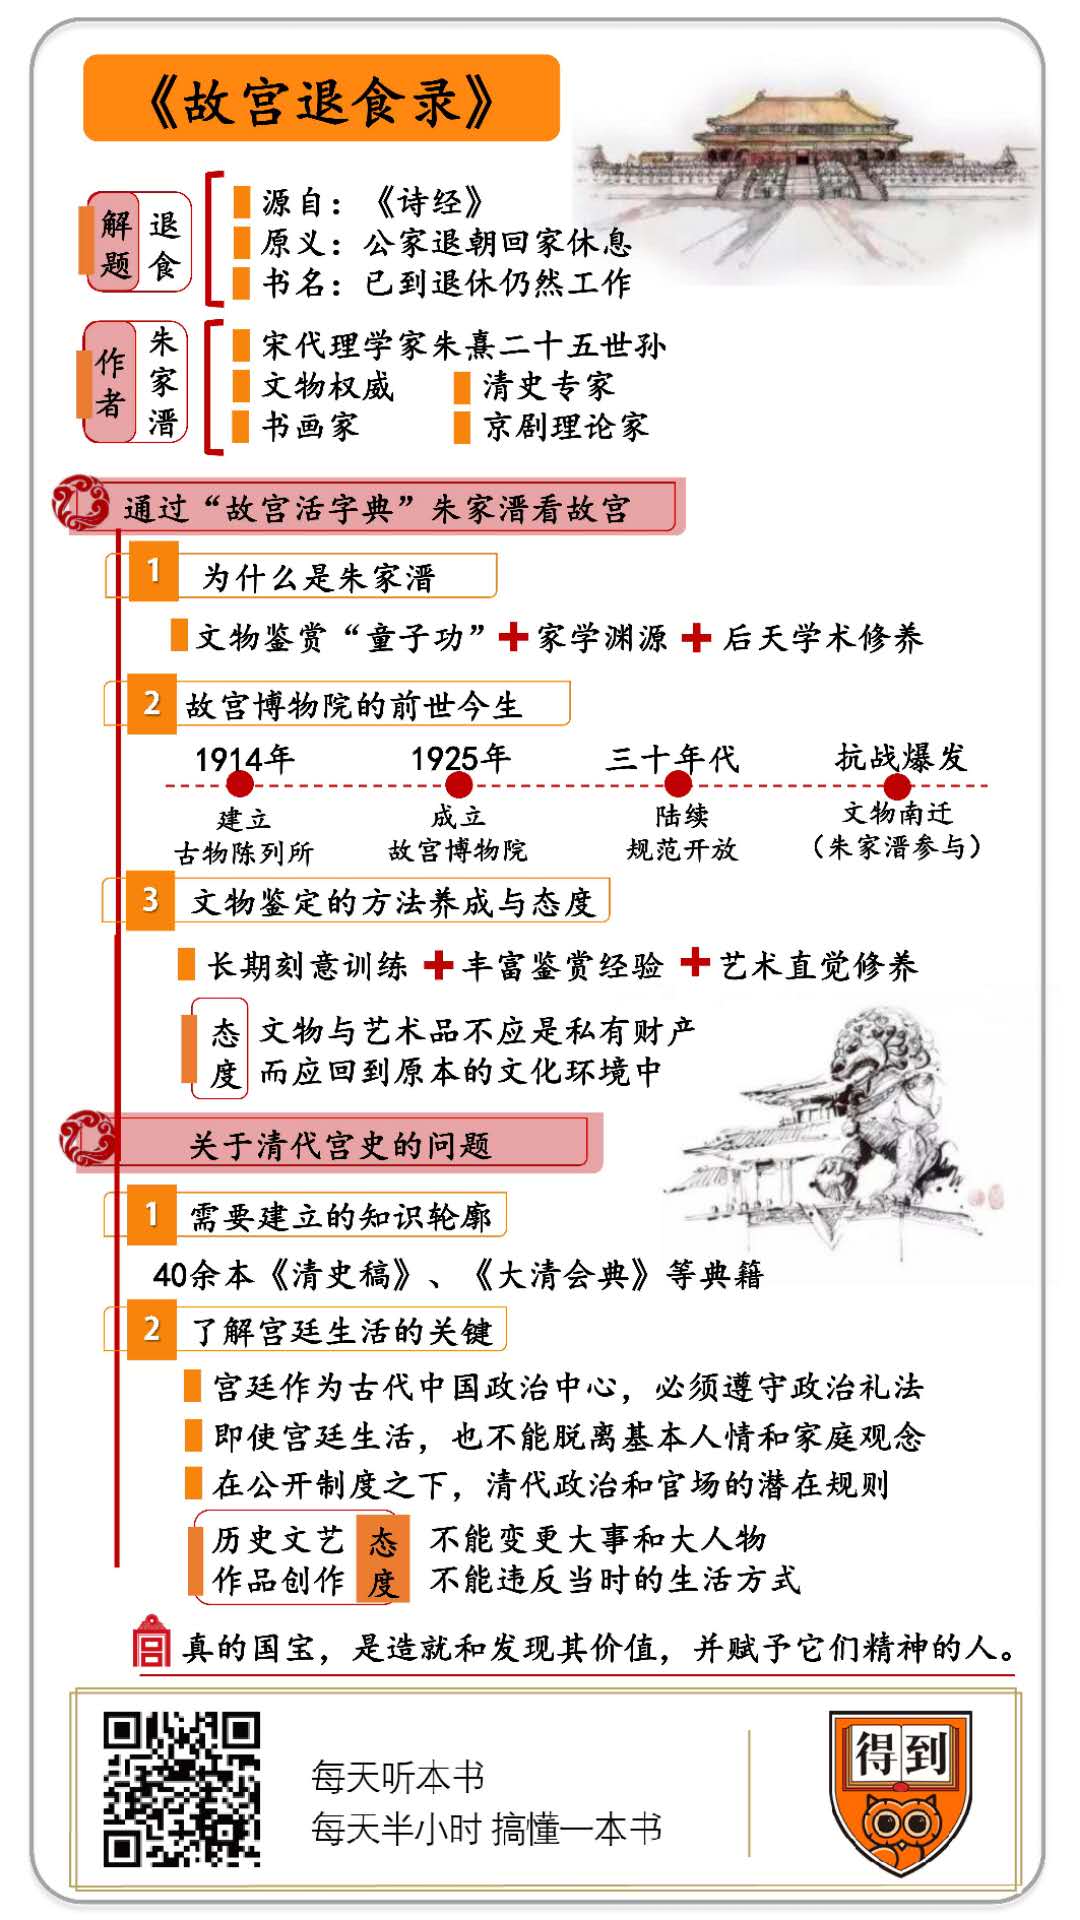 《故宫退食录》
解题 退食
源自：《诗经》
原义：公家退朝回家休息
书名：已到退休仍然工作
作者 朱家溍
宋代理学家朱熹二十五世孙
文物权威 清史专家
书画家 京剧理论家
通过“故宫活字典”朱家溍看故宫
1 为什么是朱家溍
文物鉴赏“童子功”+家学渊源+后天学术修养
2 故宫博物院的前世今生
1914年 1925年 三十年代 抗战爆发
建立 成立 陆续 文物南迁
古物陈列所 故宫博物院 规范开放 （朱家溍参与）
3 文物鉴定的方法养成与态度
长期刻意训练+丰富鉴赏经验+艺术直觉修养
态度
文物与艺术品不应是私有财产
而应回到原本的文化环境中
关于清代宫史的问题
1 需要建立的知识轮廓
40余本《清史稿》、《大清会典》等典籍
2 了解宫廷生活的关键
宫廷作为古代中国政治中心，必须遵守政治礼法
即使宫廷生活，也不能脱离基本人情和家庭观念
在公开制度之下，清代政治和官场的潜在规则
历史文艺作品创作 态度
不能变更大事和大人物
不能违反当时的生活方式
真的国宝，是造就和发现其价值，并赋予它们精神的人。
每天听本书
每天半小时 搞懂一本书
得到